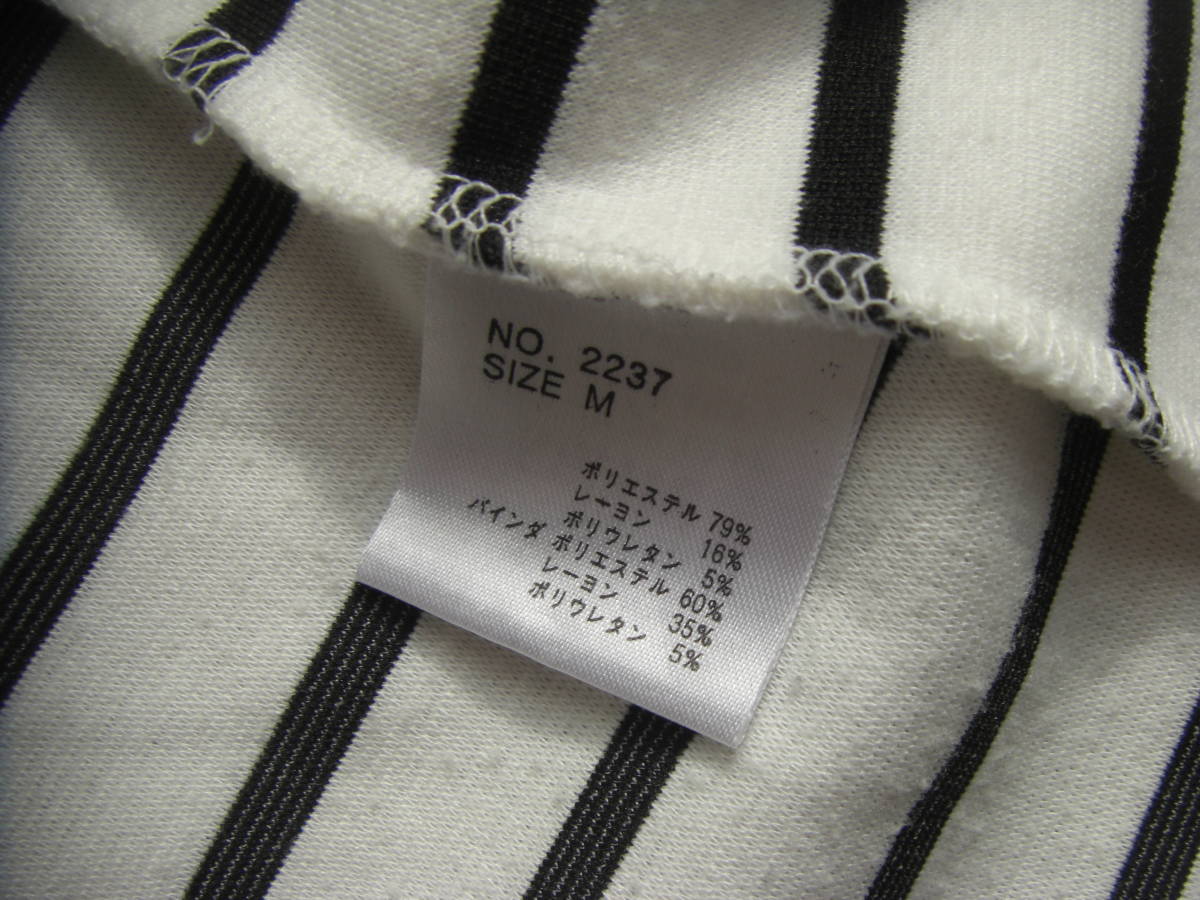 NO. 2237
SIZE M
ポリエステル 79%
レーヨン 16%
ポリウレタン 5%
バインダ ポリエステル 60%
レーヨン 35%
ポリウレタン 5%